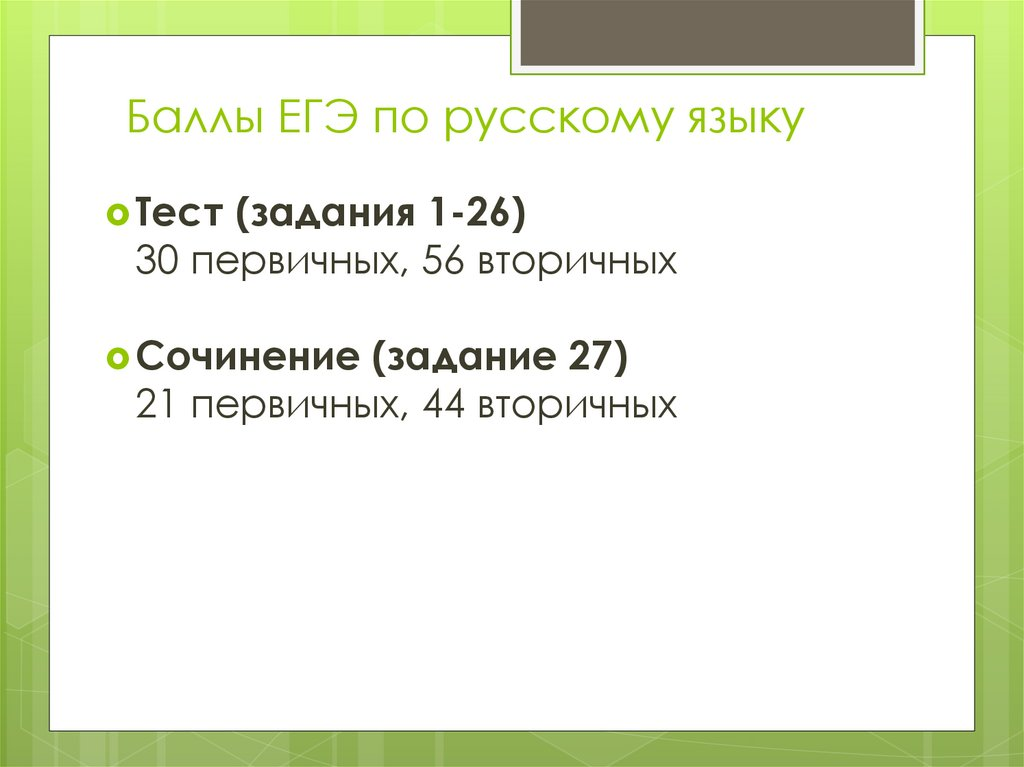 Баллы ЕГЭ по русскому языку
Тест (задания 1-26)
30 первичных, 56 вторичных
Сочинение (задание 27)
21 первичных, 44 вторичных